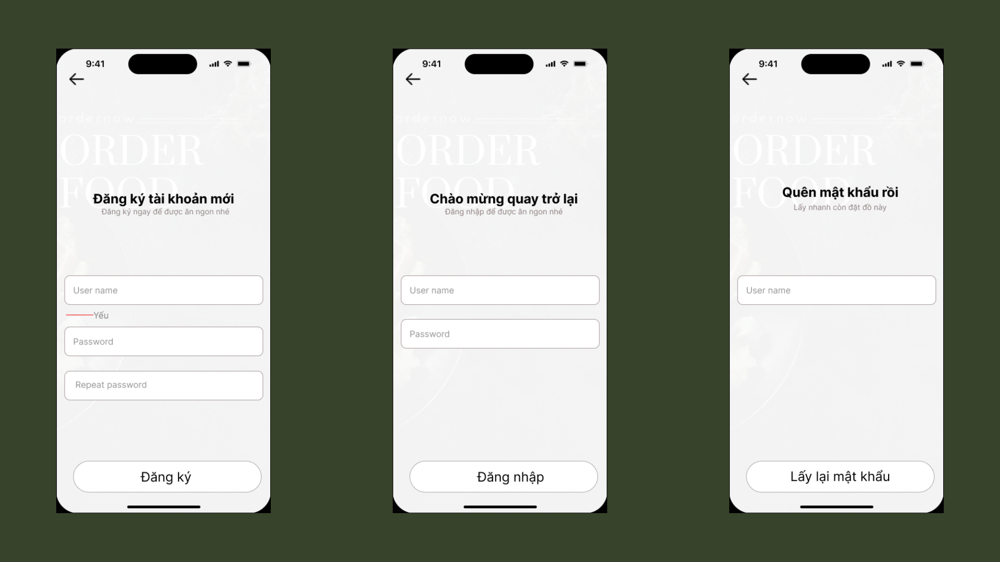 9:41
ordernow
ORDER
FOOD
Đăng ký tài khoản mới
Đăng ký ngay để được ăn ngon nhé
User name
Yếu
Password
Repeat password
Đăng ký
9:41
ordernow
ORDER
FOOD
Chào mừng quay trở lại
Đăng nhập để được ăn ngon nhé
User name
Password
Đăng nhập
9:41
ordernow
ORDER
FOOD
Quên mật khẩu rồi
Lấy nhanh còn đặt đồ này
User name
Lấy lại mật khẩu